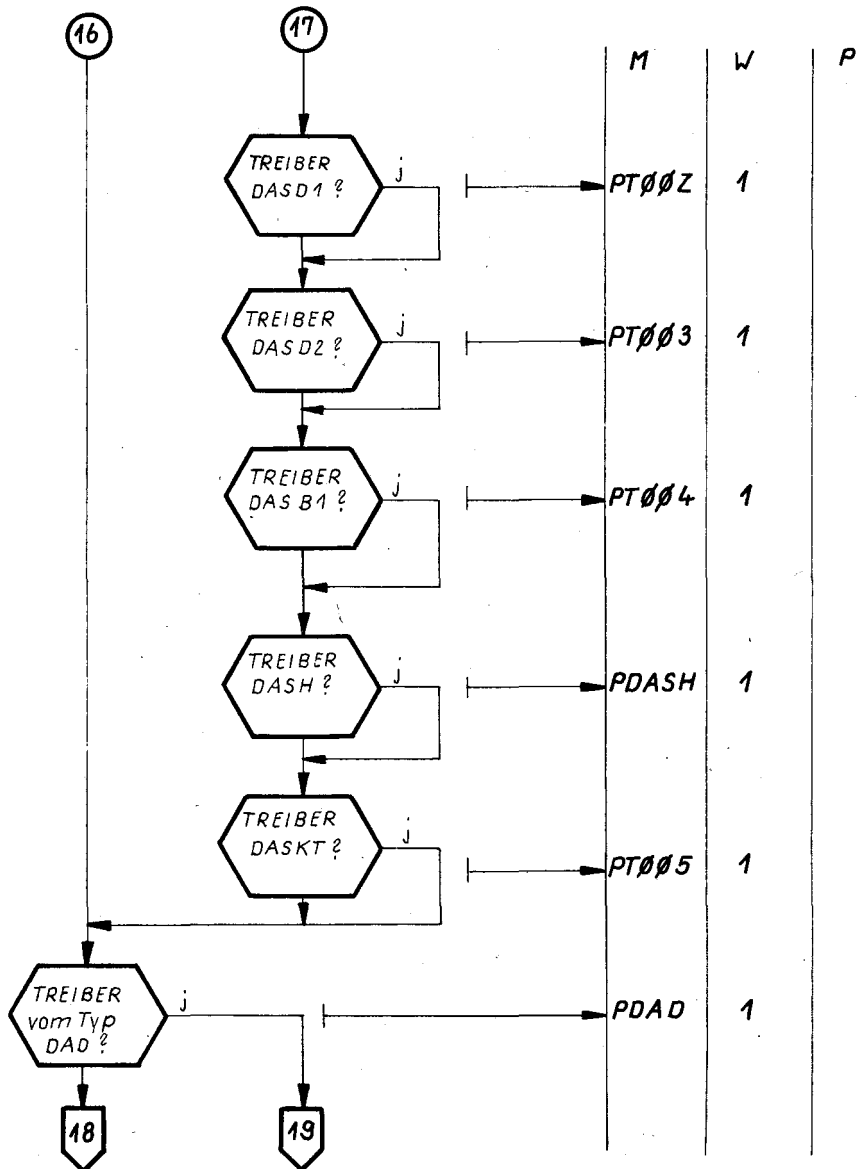 16 17
M W P
TREIBER
DASD1 ?
j
PTØØZ 1
TREIBER
DASD2 ?
j
PTØØ3 1
TREIBER
DASB1 ?
j
PTØØ4 1
TREIBER
DASH ?
j
PDASH 1
TREIBER
DASKT ?
j
PTØØ5 1
TREIBER
vom Typ
DAD ?
j
PDAD 1
18 19